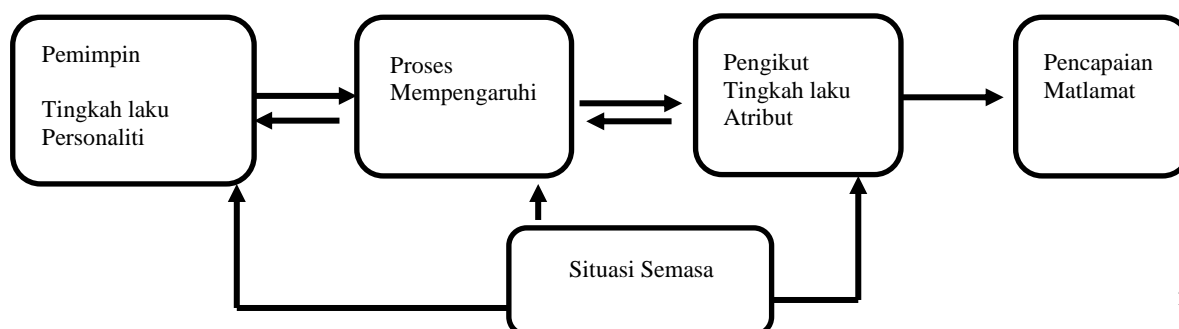 Pemimpin
Tingkah laku
Personaliti
Proses
Mempengaruhi
Pengikut
Tingkah laku
Atribut
Pencapaian
Matlamat
Situasi Semasa